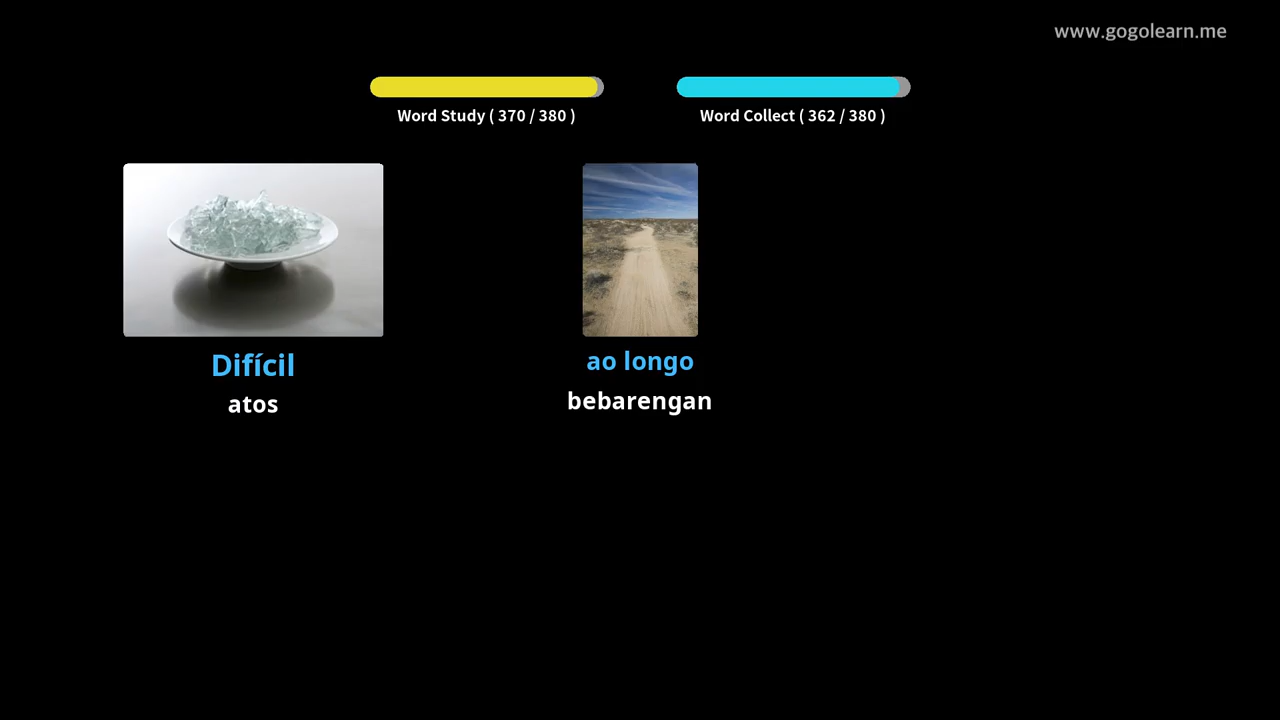 www.gogolearn.me
Word Study ( 370 / 380 )
Word Collect ( 362 / 380 )
Difícil
atos
ao longo
bebarengan